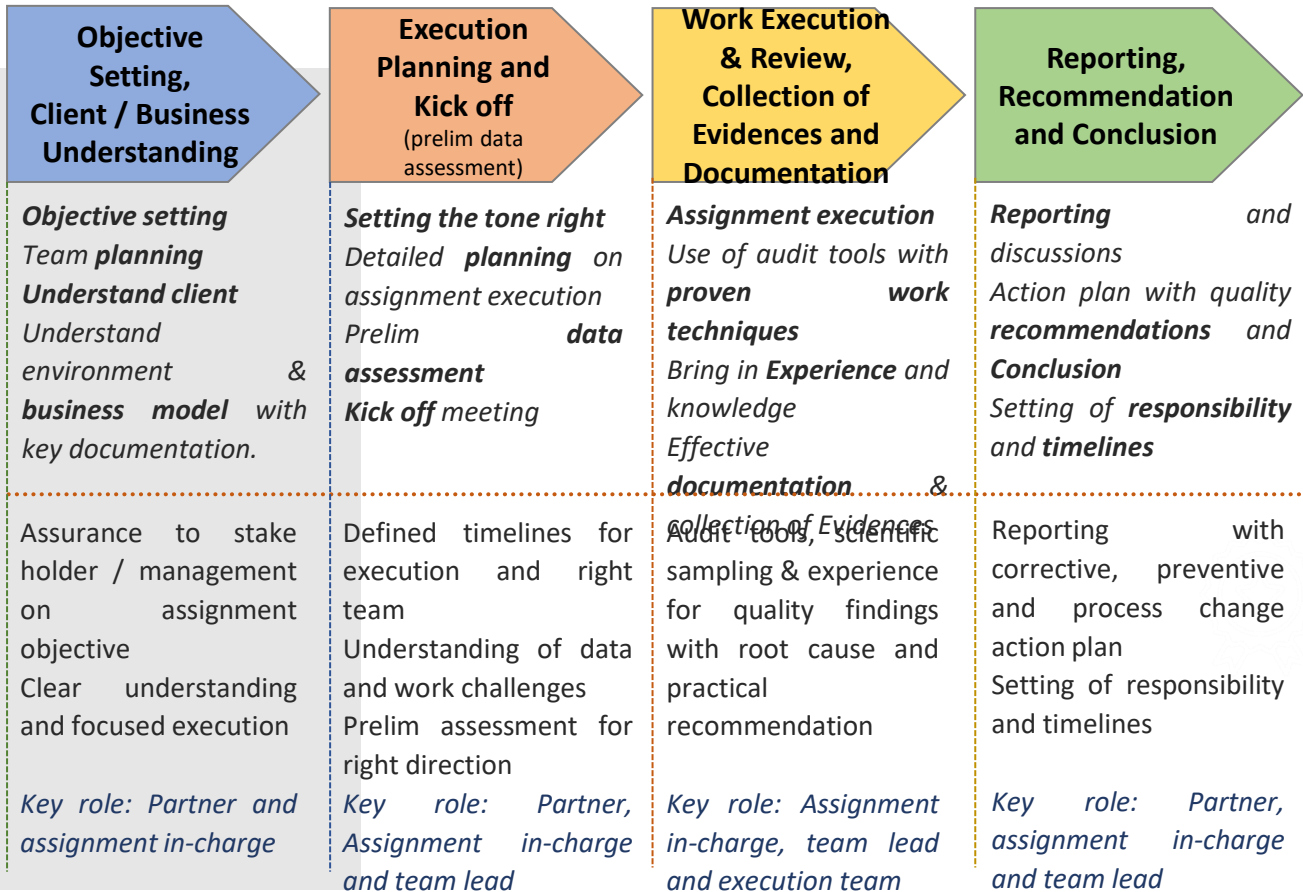 Objective
Setting,
Client / Business
Understanding
Execution
Planning and
Kick off
(prelim data
assessment)
Work Execution
& Review,
Collection of
Evidences and
Documentation
Reporting,
Recommendation
and Conclusion
Objective setting
Team planning
Understand client
Understand
environment &
business model with
key documentation.
Setting the tone right
Detailed planning on
assignment execution
Prelim data
assessment
Kick off meeting
Assignment execution
Use of audit tools with
proven work
techniques
Bring in Experience and
knowledge
Effective
documentation &
collection of Evidences
Reporting and
discussions
Action plan with quality
recommendations and
Conclusion
Setting of responsibility
and timelines
Assurance to stake
holder / management
on assignment
objective
Clear understanding
and focused execution
Key role: Partner and
assignment in-charge
Defined timelines for
execution and right
team
Understanding of data
and work challenges
Prelim assessment for
right direction
Key role: Partner,
Assignment in-charge
and team lead
Audit tools, scientific
sampling & experience
for quality findings
with root cause and
practical
recommendation
Key role: Assignment
in-charge, team lead
and execution team
Reporting with
corrective, preventive
and process change
action plan
Setting of responsibility
and timelines
Key role: Partner,
assignment in-charge
and team lead